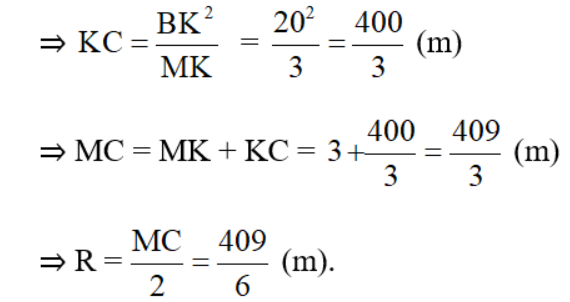 ⇒ KC = BK²/MK = 20²/3 = 400/3 (m)
⇒ MC = MK + KC = 3+400/3 = 409/3 (m)
⇒ R = MC/2 = 409/6 (m).